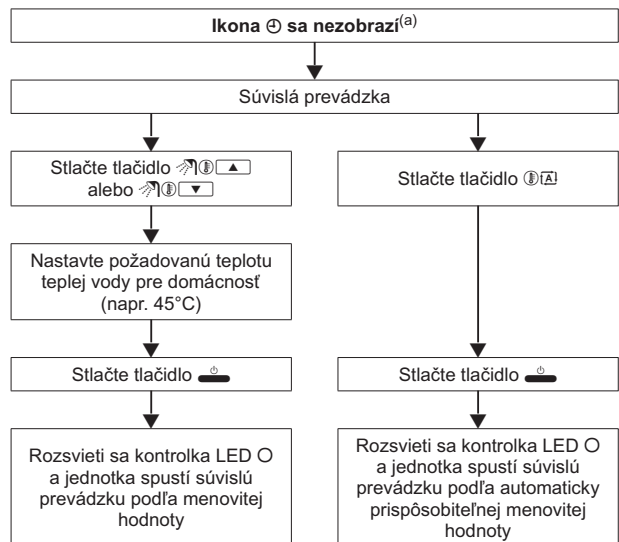 Ikona ⏲ sa nezobrazí(a)
Súvislá prevádzka
Stlačte tlačidlo ▲
alebo ▼
Nastavte požadovanú teplotu
teplej vody pre domácnosť
(napr. 45°C)
Stlačte tlačidlo
Rozsvieti sa kontrolka LED O
a jednotka spustí súvislú
prevádzku podľa menovitej
hodnoty
Stlačte tlačidlo A
Stlačte tlačidlo
Rozsvieti sa kontrolka LED O
a jednotka spustí súvislú
prevádzku podľa automaticky
prispôsobiteľnej menovitej
hodnoty